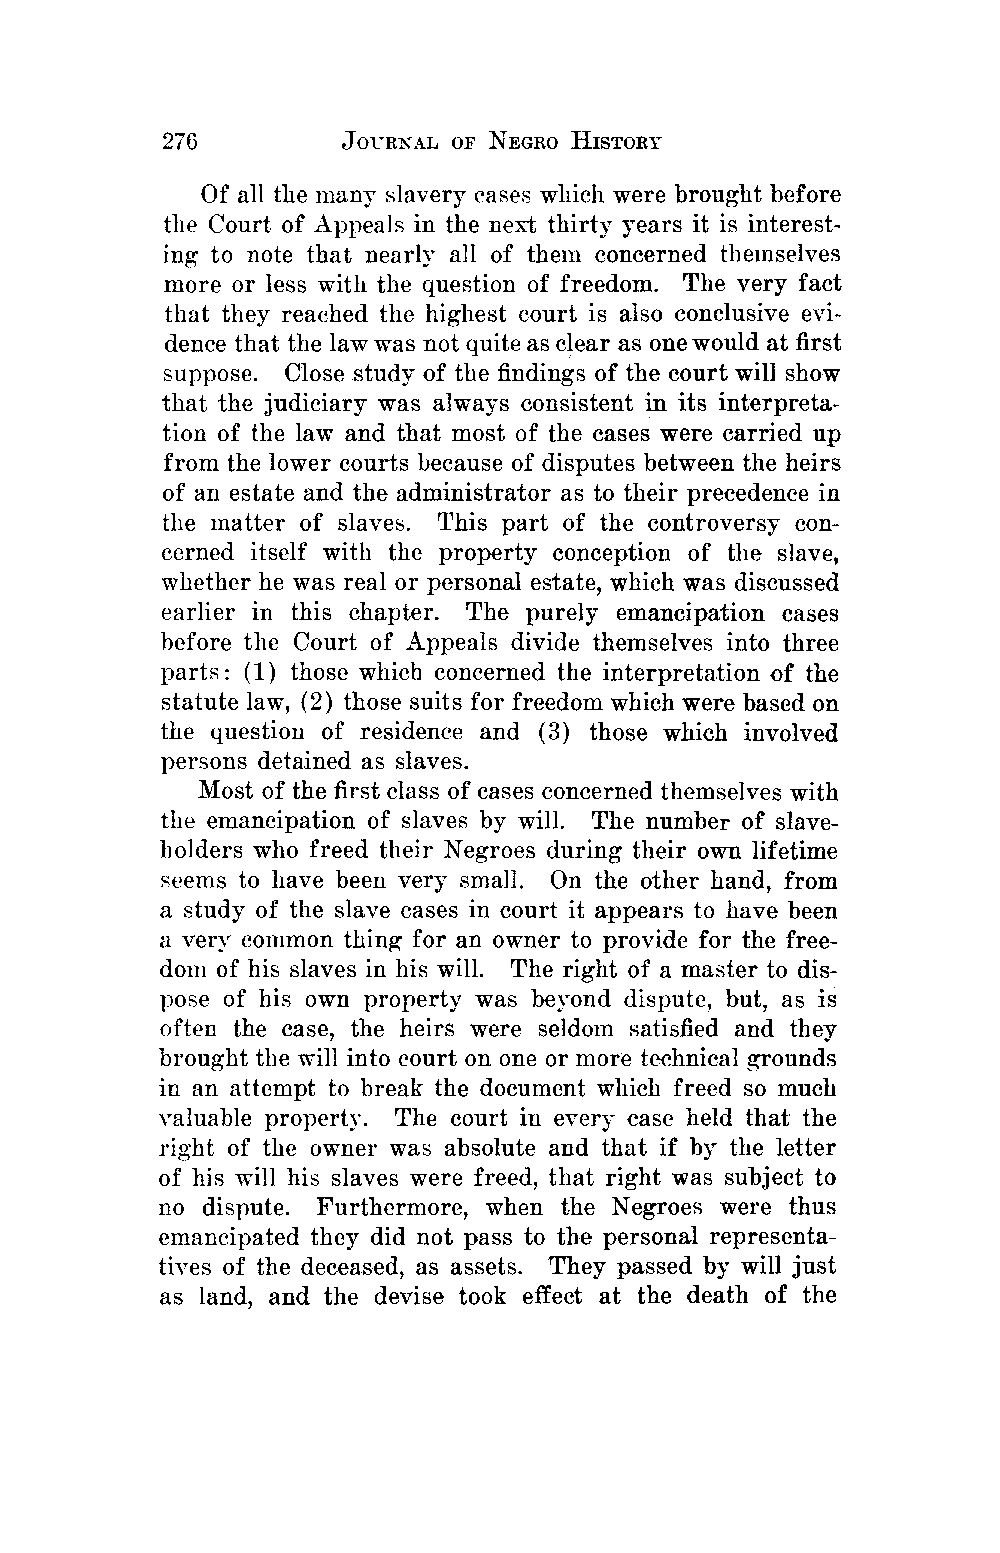 276 JOURNAL OF NEGRO HISTORY
Of all the many slavery cases which were brought before
the Court of Appeals in the next thirty years it is interest-
ing to note that nearly all of them concerned themselves
more or less with the question of freedom. The very fact
that they reached the highest court is also conclusive evi-
dence that the law was not quite as clear as one would at first
suppose. Close study of the findings of the court will show
that the judiciary was always consistent in its interpreta-
tion of the law and that most of the cases were carried up
from the lower courts because of disputes between the heirs
of an estate and the administrator as to their precedence in
the matter of slaves. This part of the controversy con-
cerned itself with the property conception of the slave,
whether he was real or personal estate, which was discussed
earlier in this chapter. The purely emancipation cases
before the Court of Appeals divide themselves into three
parts: (1) those which concerned the interpretation of the
statute law, (2) those suits for freedom which were based on
the question of residence and (3) those which involved
persons detained as slaves.
Most of the first class of cases concerned themselves with
the emancipation of slaves by will. The number of slave-
holders who freed their Negroes during their own lifetime
seems to have been very small. On the other hand, from
a study of the slave cases in court it appears to have been
a very common thing for an owner to provide for the free-
dom of his slaves in his will. The right of a master to dis-
pose of his own property was beyond dispute, but, as is
often the case, the heirs were seldom satisfied and they
brought the will into court on one or more technical grounds
in an attempt to break the document which freed so much
valuable property. The court in every case held that the
right of the owner was absolute and that if by the letter
of his will his slaves were freed, that right was subject to
no dispute. Furthermore, when the Negroes were thus
emancipated they did not pass to the personal representa-
tives of the deceased, as assets. They passed by will just
as land, and the devise took effect at the death of the